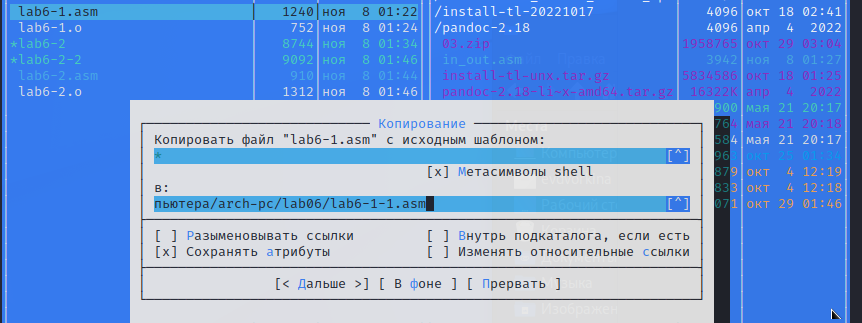 lab6-1.asm 1240 ноя 8 01:22 /install-tl-20221017 4096 окт 18 02:41
lab6-1.o 752 ноя 8 01:24 /pandoc-2.18 4096 апр 4 2022
*lab6-2 8744 ноя 8 01:34 03.zip 1958765 окт 29 03:04
*lab6-2-2 9092 ноя 8 01:46 in_out.asm 3942 ноя 8 01:27
lab6-2.asm 910 ноя 8 01:44 install-tl-unx.tar.gz 5834586 окт 18 01:25
lab6-2.o 1312 ноя 8 01:46 pandoc-2.18-li~x-amd64.tar.gz 16322K апр 4 2022
900 мая 21 20:17
Копирование 764 мая 21 20:18
Копировать файл "lab6-1.asm" с исходным шаблоном: 584 мая 21 20:17
* [^] окт 25 01:34
[x] Метасимволы shell 879 окт 4 12:19
в: 833 окт 4 12:18
пьютера/arch-pc/lab06/lab6-1-1.asm [^] 071 окт 29 01:46
[ ] Разыменовывать ссылки [ ] Внутрь подкаталога, если есть
[x] Сохранять атрибуты [ ] Изменять относительные ссылки
[< Дальше >] [ В фоне ] [ Прервать ]